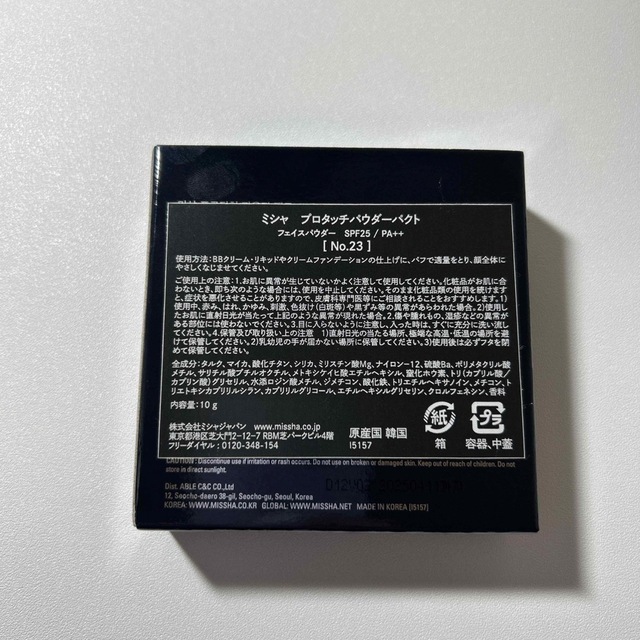 ミシャ プロタッチパウダーパクト
フェイスパウダー SPF25 / PA++
[ No.23 ]
使用方法:BBクリーム・リキッドやクリームファンデーションの仕上げに、パフで適量をとり、顔全体に
やさしくなじませてください。
ご使用上の注意:1.お肌に異常が生じていないかよく注意して使用してください。化粧品がお肌に合
わないとき、即ち次のような場合には、使用を中止してください。そのまま化粧品類の使用を続けます
と、症状を悪化させることがありますので、皮膚科専門医等にご相談されることをおすすめします。1)
使用中、赤み、はれ、かゆみ、刺激、色抜け(白斑等)や黒ずみ等の異常があらわれた場合。2)使用し
たお肌に直射日光が当たって上記のような異常が現れた場合。2.傷や腫れもの、湿疹などの異常が
ある部位には使わないでください。3.目に入らないように注意し、入った時は、すぐに充分に洗い流し
てください。4.保管及び取り扱い上の注意 1)直射日光の当たる場所、極端な高温・低温の場所を避
けて保管してください。2)乳幼児の手が届かない場所に保管してください。3)使用後は必ずフタを閉
めて保管してください。
全成分:タルク、マイカ、酸化チタン、シリカ、ミリスチン酸Mg、ナイロン-12、硫酸Ba、ポリメタクリル酸
メチル、サリチル酸ブチルオクチル、メトキシケイヒ酸エチルヘキシル、窒化ホウ素、トリ(カプリル酸/
カプリン酸)グリセリル、水添ロジン酸メチル、ジメチコン、酸化鉄、トリエチルヘキサノイン、メチコン、ト
リエトキシカプリリルシラン、カプリリルグリコール、エチルヘキシルグリセリン、クロルフェネシン、香料
内容量:10 g
株式会社ミシャジャパン www.missha.co.jp
東京都港区芝大門2-12-7 RBM芝パークビル4階
フリーダイヤル:0120-348-154
原産国 韓国
I5157
紙
箱
プラ
容器、中蓋
CAUTION : Discontinue use if irritation or rash occurs. Do not use on broken or damaged skin. Keep out of reach of children. Do not
store in direct sunlight.
Dist. ABLE C&C CO.,Ltd
12, Seocho-daero 38-gil, Seocho-gu, Seoul, Korea
KOREA: WWW.MISSHA.CO.KR GLOBAL: WWW.MISSHA.NET MADE IN KOREA [I5157]